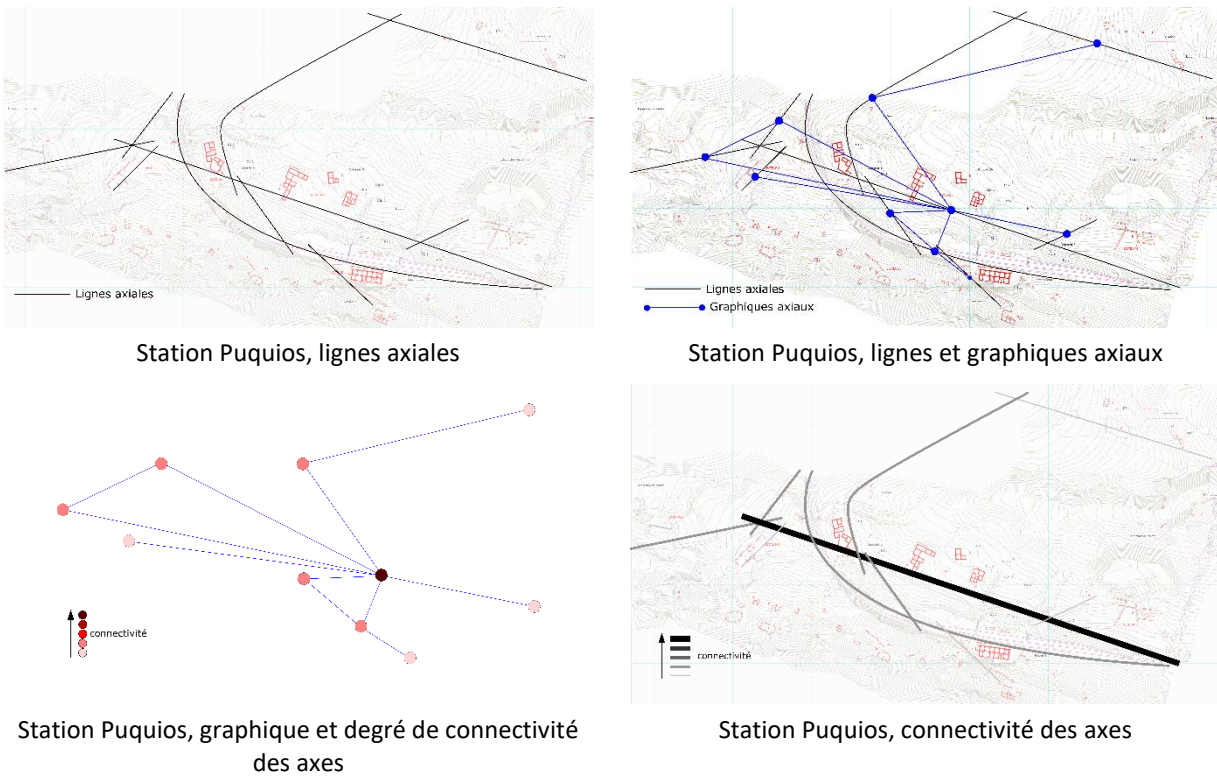 Lignes axiales
Lignes axiales
Graphiques axiaux
Station Puquios, lignes axiales
Station Puquios, lignes et graphiques axiaux
connectivité
connectivité
Station Puquios, graphique et degré de connectivité
des axes
Station Puquios, connectivité des axes